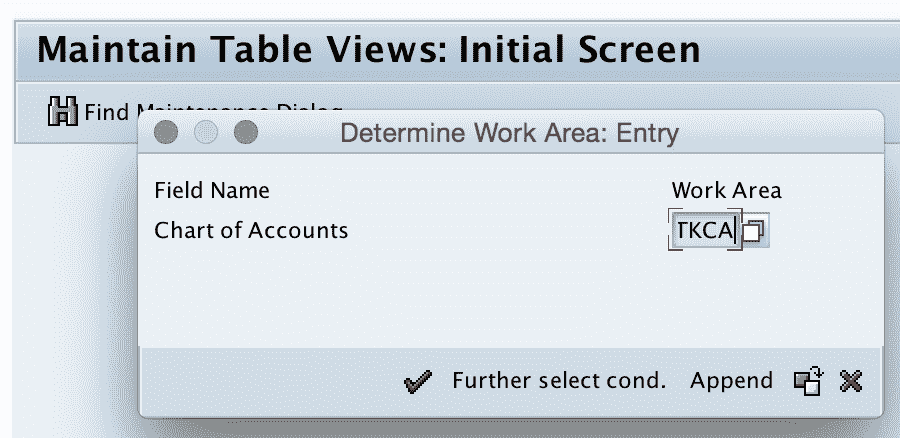 Maintain Table Views: Initial Screen
Find Maintenance Dialog
Determine Work Area: Entry
Field Name Work Area
Chart of Accounts TKCA
Further select cond. Append